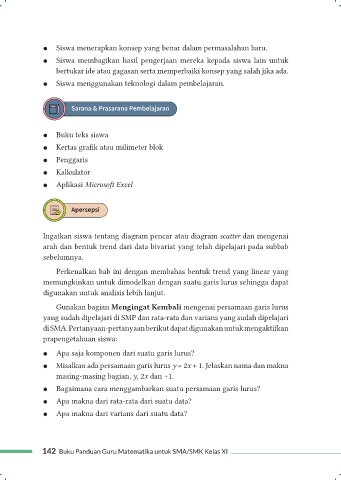 ● Siswa menerapkan konsep yang benar dalam permasalahan baru.
● Siswa membagikan hasil pengerjaan mereka kepada siswa lain untuk
bertukar ide atau gagasan serta memperbaiki konsep yang salah jika ada.
● Siswa menggunakan teknologi dalam pembelajaran.
Sarana & Prasarana Pembelajaran
● Buku teks siswa
● Kertas grafik atau milimeter blok
● Penggaris
● Kalkulator
● Aplikasi Microsoft Excel
Apersepsi
Ingatkan siswa tentang diagram pencar atau diagram scatter dan mengenai
arah dan bentuk trend dari data bivariat yang telah dipelajari pada subbab
sebelumnya.
Perkenalkan bab ini dengan membahas bentuk trend yang linear yang
memungkinkan untuk dimodelkan dengan suatu garis lurus sehingga dapat
digunakan untuk analisis lebih lanjut.
Gunakan bagian Mengingat Kembali mengenai persamaan garis lurus
yang sudah dipelajari di SMP dan rata-rata dan varians yang sudah dipelajari
di SMA. Pertanyaan-pertanyaan berikut dapat digunakan untuk mengaktifkan
prapengetahuan siswa:
● Apa saja komponen dari suatu garis lurus?
● Misalkan ada persamaan garis lurus y = 2x + 1. Jelaskan nama dan makna
masing-masing bagian, y, 2x dan +1.
● Bagaimana cara menggambarkan suatu persamaan garis lurus?
● Apa makna dari rata-rata dari suatu data?
● Apa makna dari varians dari suatu data?
142 Buku Panduan Guru Matematika untuk SMA/SMK Kelas XI